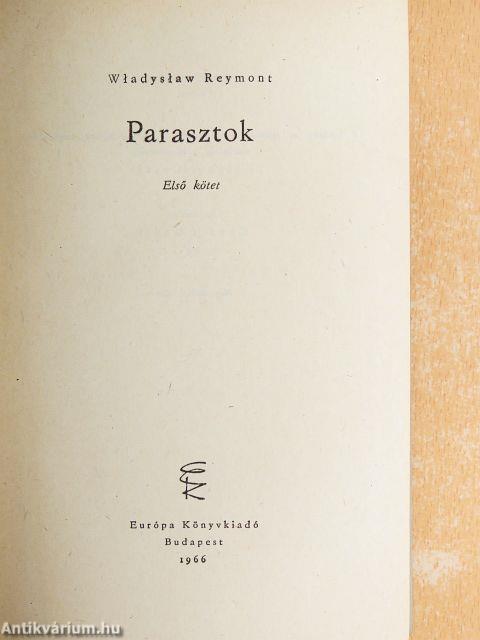 Władysław Reymont
Parasztok
Első kötet
Európa Könyvkiadó
Budapest
1966
Antikvárium.hu